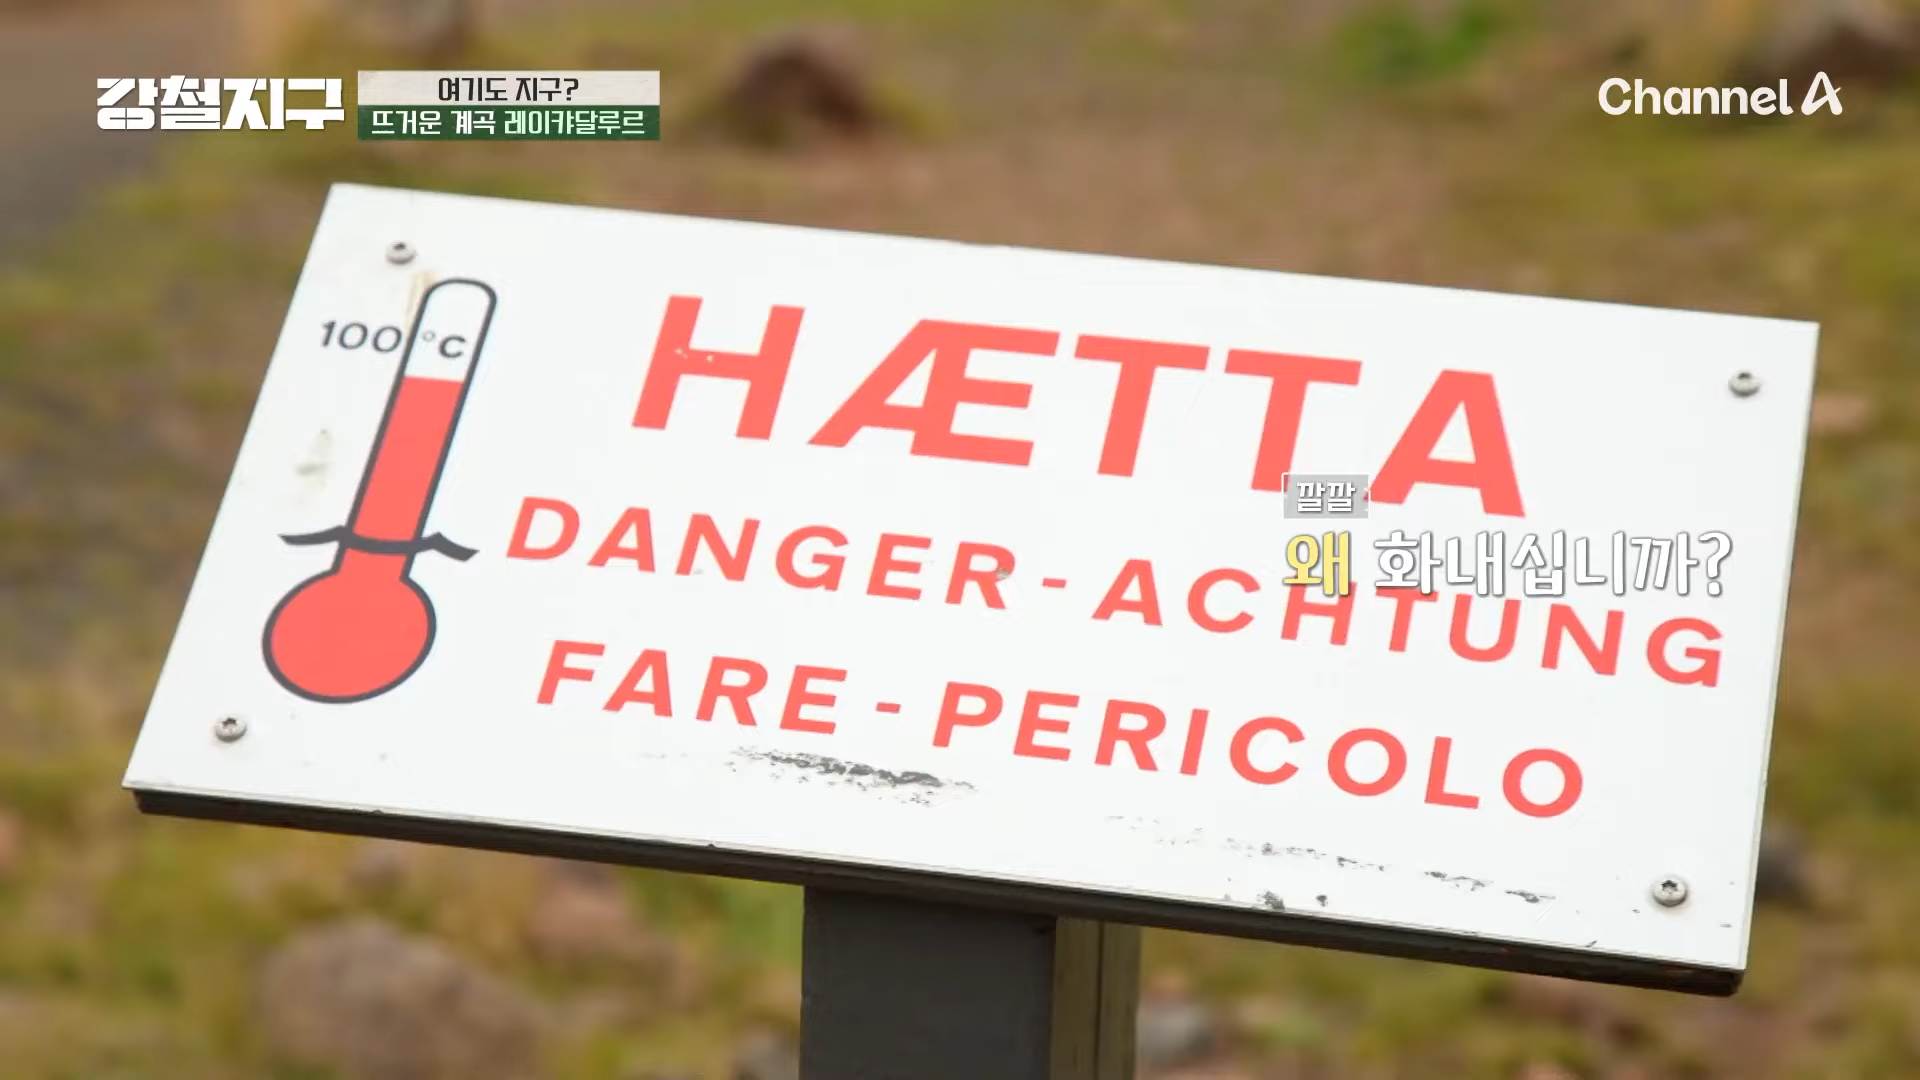 강철지구
여기도 지구?
뜨거운 계곡 레이캬달루르
Channel A
100 °C
HÆTTA
깔깔
왜 화내십니까?
DANGER - ACHTUNG
FARE - PERICOLO